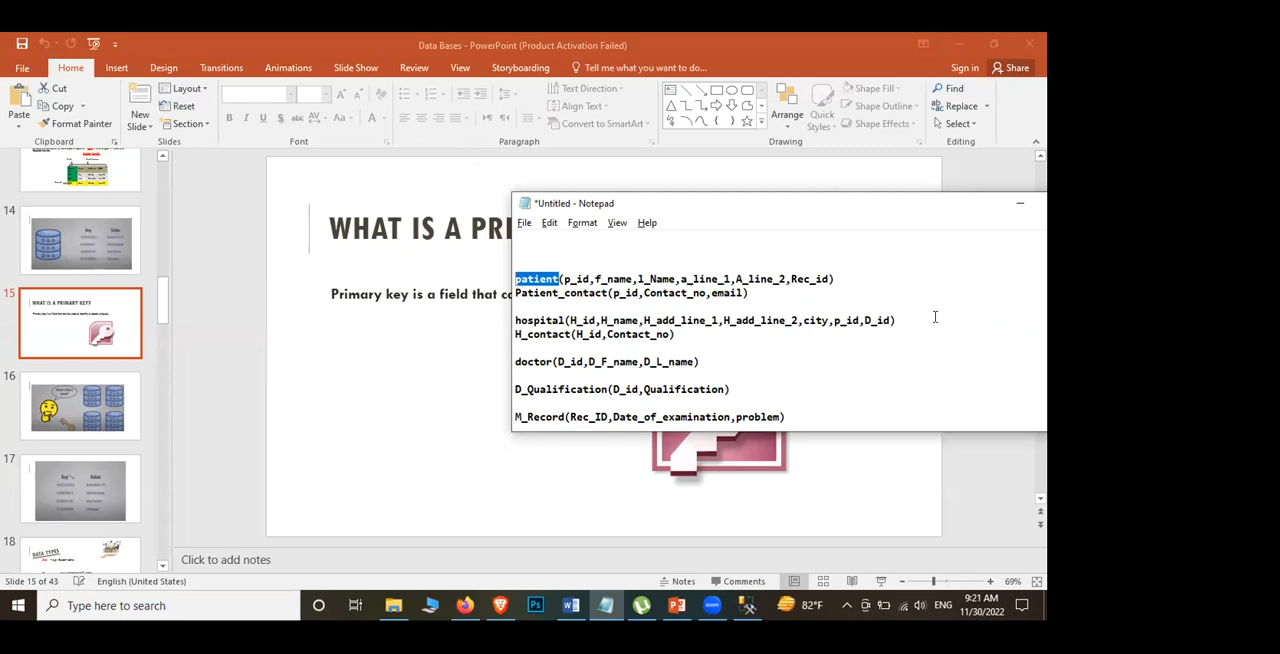 Data Bases - PowerPoint (Product Activation Failed)
File Home Insert Design Transitions Animations Slide Show Review View Storyboarding Tell me what you want to do... Sign in Share
Cut
Copy
Format Painter
Paste
Clipboard
New Slide
Layout
Reset
Section
Slides
Font
Paragraph
Text Direction
Align Text
Convert to SmartArt
Arrange
Quick Styles
Shape Fill
Shape Outline
Shape Effects
Drawing
Find
Replace
Select
Editing
14
Key Value
15
WHAT IS A PRIMARY KEY?
16
17
Key Value
18
DATA TYPES
WHAT IS A PRI
Primary key is a field that c
*Untitled - Notepad
File Edit Format View Help
patient(p_id,f_name,l_Name,a_line_1,A_line_2,Rec_id)
Patient_contact(p_id,Contact_no,email)
hospital(H_id,H_name,H_add_line_1,H_add_line_2,city,p_id,D_id)
H_contact(H_id,Contact_no)
doctor(D_id,D_F_name,D_L_name)
D_Qualification(D_id,Qualification)
M_Record(Rec_ID,Date_of_examination,problem)
Click to add notes
Slide 15 of 43 English (United States) Notes Comments 69%
Type here to search
82°F
ENG
9:21 AM
11/30/2022